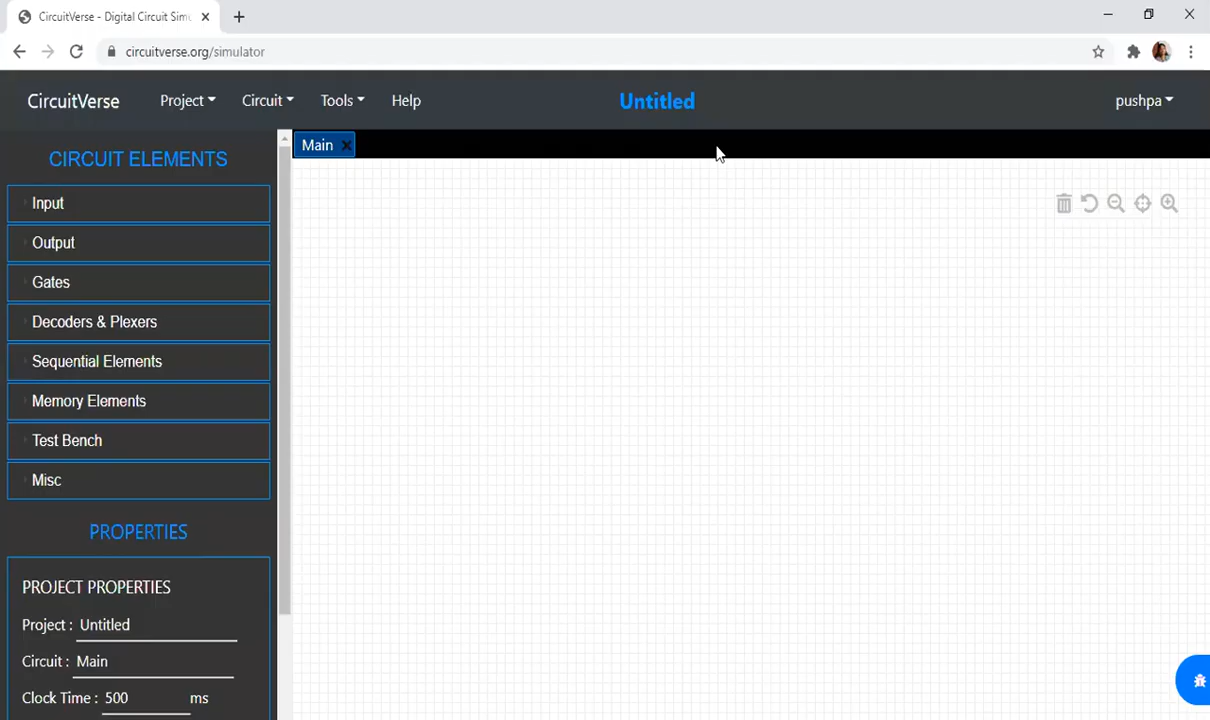 CircuitVerse - Digital Circuit Sim
circuitverse.org/simulator
CircuitVerse Project Circuit Tools Help Untitled pushpa
Main
CIRCUIT ELEMENTS
Input
Output
Gates
Decoders & Plexers
Sequential Elements
Memory Elements
Test Bench
Misc
PROPERTIES
PROJECT PROPERTIES
Project : Untitled
Circuit : Main
Clock Time : 500 ms